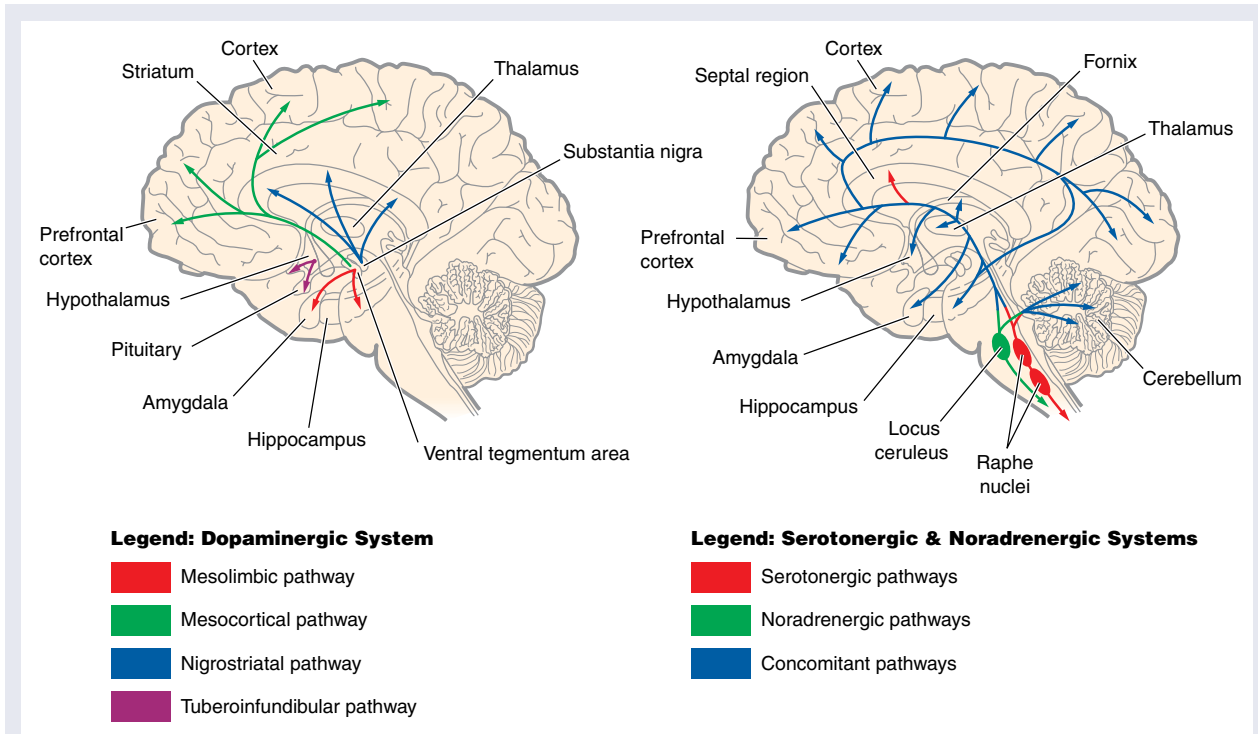 Cortex
Striatum
Thalamus
Substantia nigra
Prefrontal
cortex
Hypothalamus
Pituitary
Amygdala
Hippocampus
Ventral tegmentum area
Legend: Dopaminergic System
Mesolimbic pathway
Mesocortical pathway
Nigrostriatal pathway
Tuberoinfundibular pathway
Cortex
Septal region
Fornix
Thalamus
Prefrontal
cortex
Hypothalamus
Amygdala
Hippocampus
Locus
ceruleus
Raphe
nuclei
Cerebellum
Legend: Serotonergic & Noradrenergic Systems
Serotonergic pathways
Noradrenergic pathways
Concomitant pathways